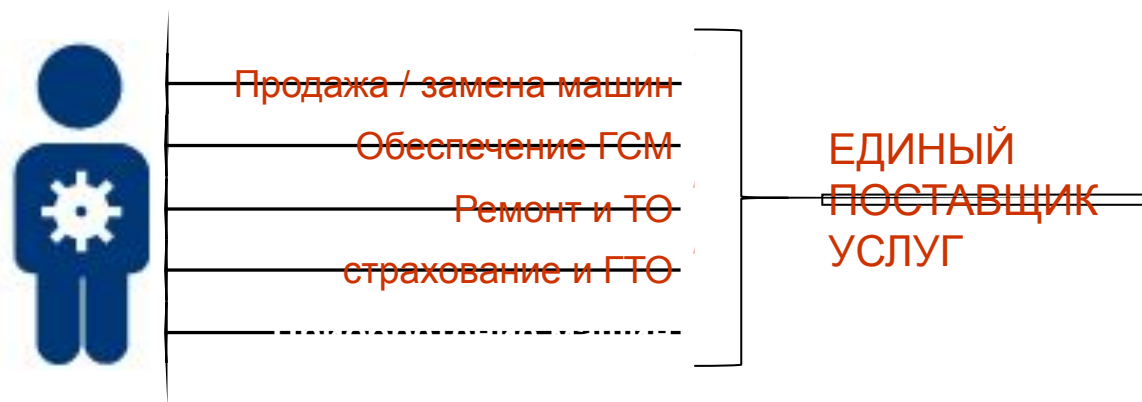 Продажа / замена машин
Обеспечение ГСМ
Ремонт и ТО
страхование и ГТО
ЕДИНЫЙ
ПОСТАВЩИК
УСЛУГ